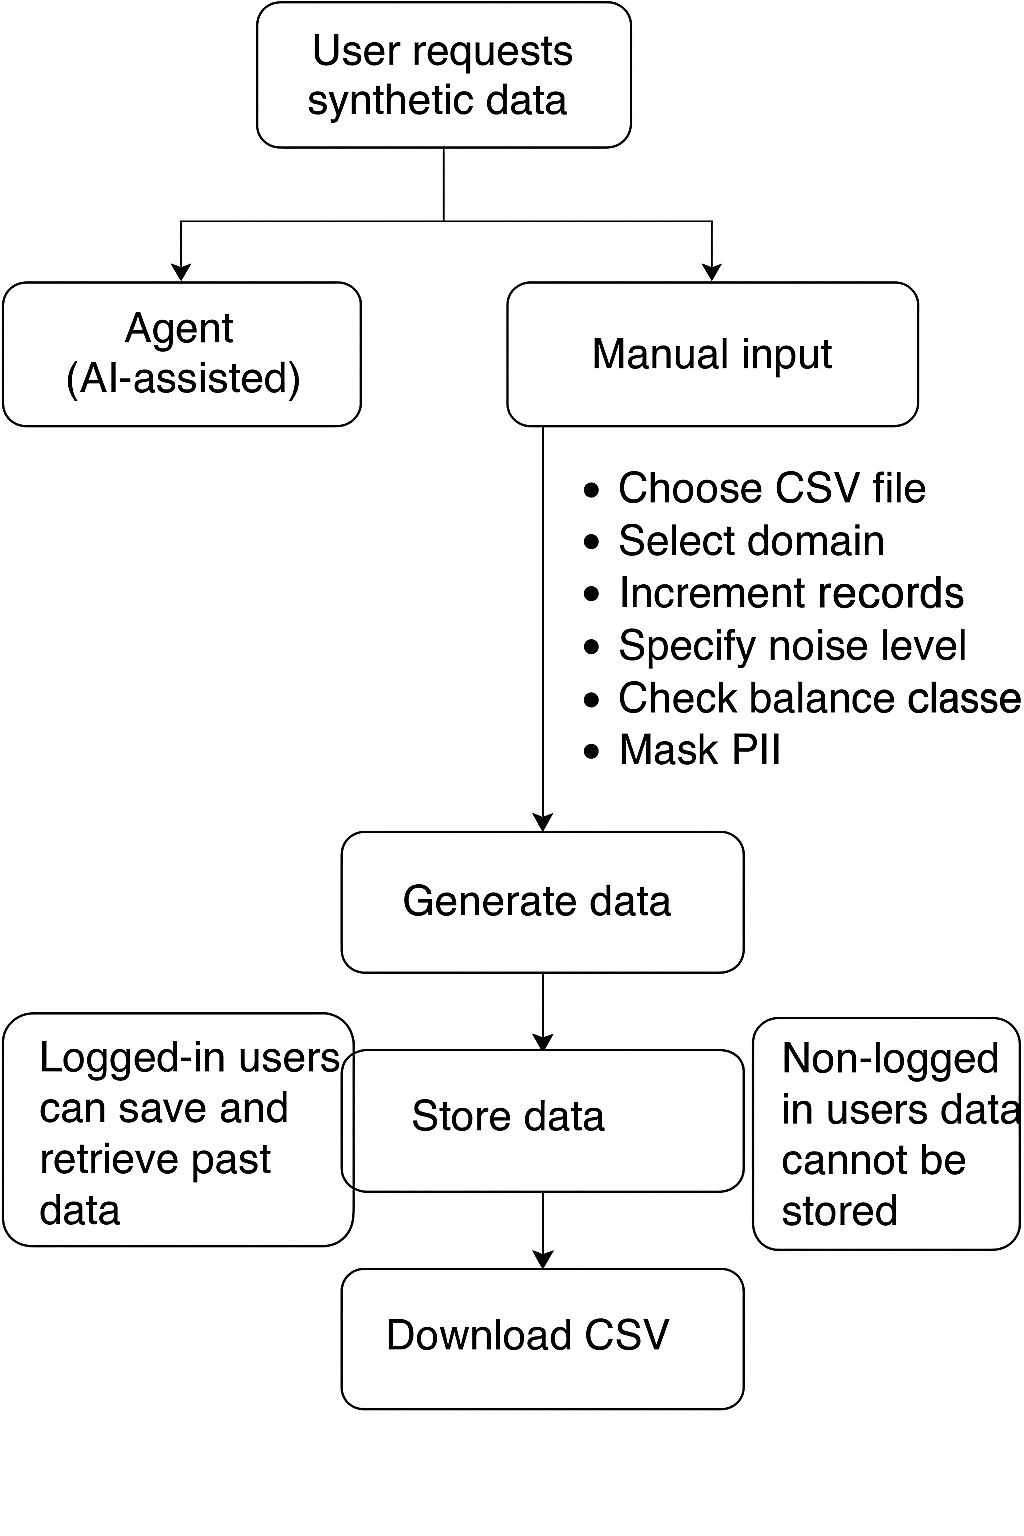 User requests
synthetic data
Agent
(AI-assisted)
Manual input
• Choose CSV file
• Select domain
• Increment records
• Specify noise level
• Check balance classe
• Mask PII
Generate data
Logged-in users
can save and
retrieve past
data
Store data
Non-logged
in users data
cannot be
stored
Download CSV